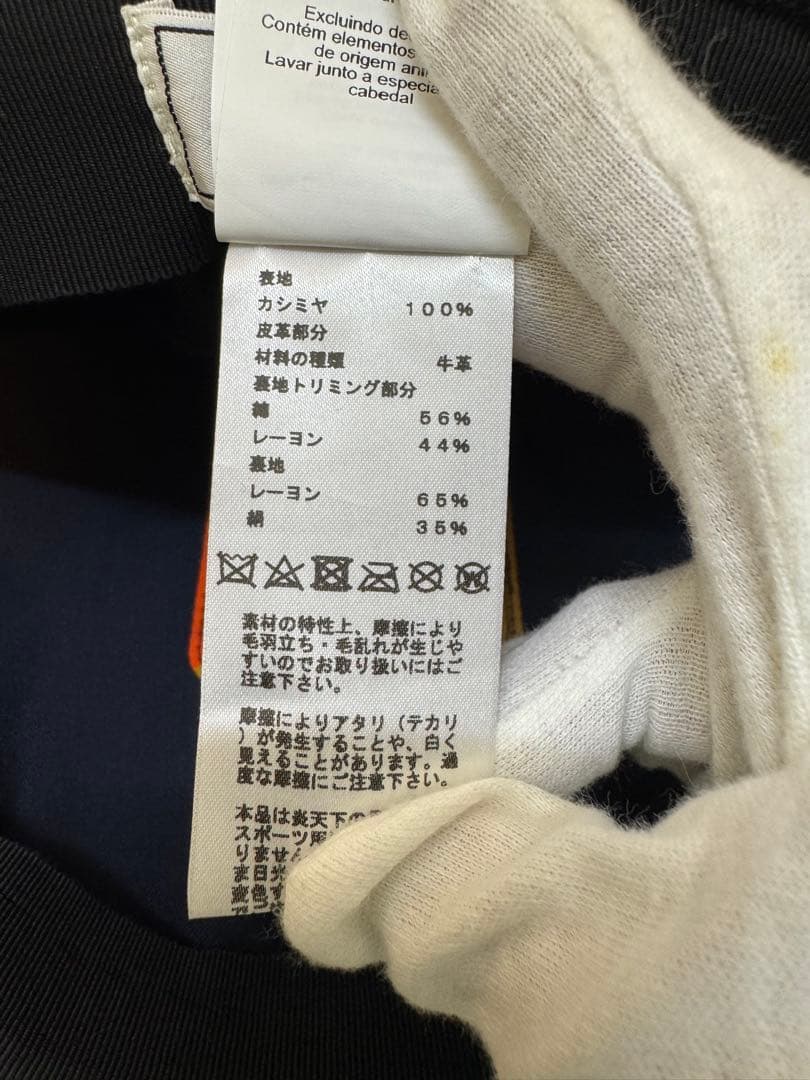 Excluindo de
Contém elementos
de origem ani
Lavar junto a especia
cabedal
表地
カシミヤ 100%
皮革部分
材料の種類 牛革
裏地トリミング部分
綿 56%
レーヨン 44%
裏地
レーヨン 65%
絹 35%
W
素材の特性上、摩擦により
毛羽立ち・毛乱れが生じや
すいのでお取り扱いにはご
注意下さい。
摩擦によりアタリ（テカリ
）が発生することや、白く
見えることがあります。過
度な摩擦にご注意下さい。
本品は炎天下の
スポーツ用
りません
ま日光
変色す